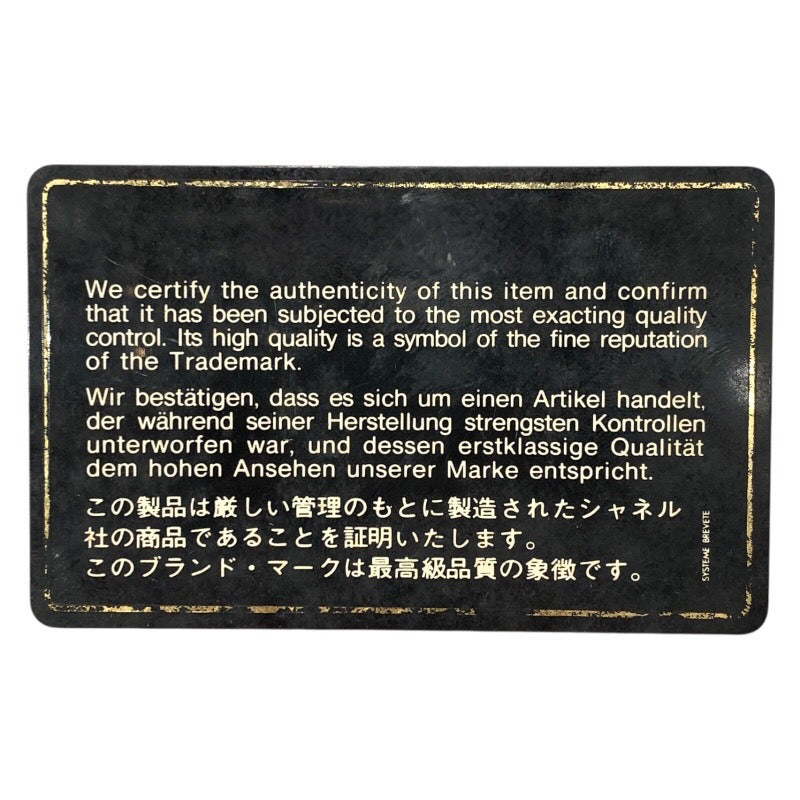 We certify the authenticity of this item and confirm
that it has been subjected to the most exacting quality
control. Its high quality is a symbol of the fine reputation
of the Trademark.
Wir bestätigen, dass es sich um einen Artikel handelt,
der während seiner Herstellung strengsten Kontrollen
unterworfen war, und dessen erstklassige Qualität
dem hohen Ansehen unserer Marke entspricht.
この製品は厳しい管理のもとに製造されたシャネル
社の商品であることを証明いたします。
このブランド・マークは最高級品質の象徴です。
SYSTEME BREVETE